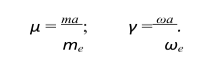 μ = ma/mₑ;  γ = ωa/ωₑ.